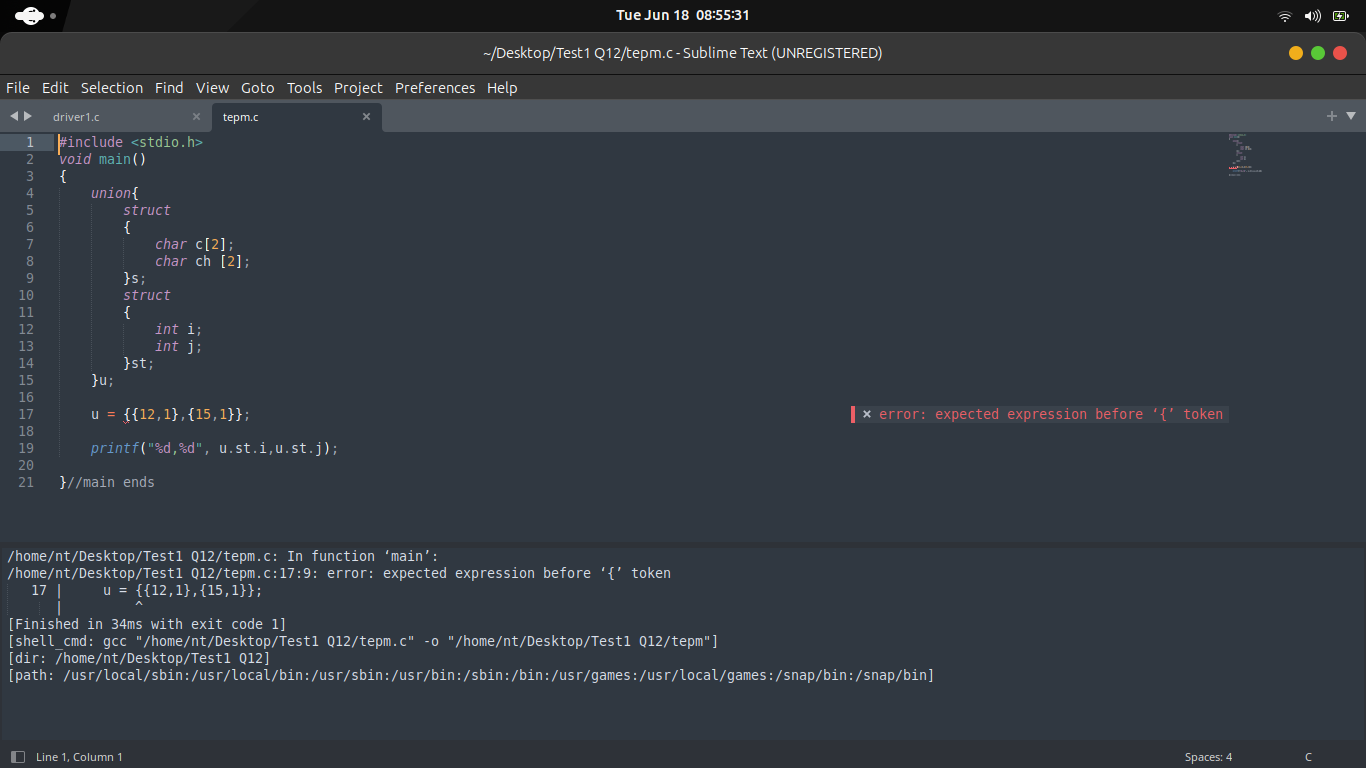 Tue Jun 18 08:55:31
~/Desktop/Test1 Q12/tepm.c - Sublime Text (UNREGISTERED)
File Edit Selection Find View Goto Tools Project Preferences Help
driver1.c × tepm.c ×
1 #include <stdio.h>
2 void main()
3 {
4     union{
5         struct
6         {
7             char c[2];
8             char ch [2];
9         }s;
10         struct
11         {
12             int i;
13             int j;
14         }st;
15     }u;
16
17     u = {{12,1},{15,1}}; × error: expected expression before ‘{’ token
18
19     printf("%d,%d", u.st.i,u.st.j);
20
21 }//main ends
/home/nt/Desktop/Test1 Q12/tepm.c: In function ‘main’:
/home/nt/Desktop/Test1 Q12/tepm.c:17:9: error: expected expression before ‘{’ token
   17 |     u = {{12,1},{15,1}};
      |         ^
[Finished in 34ms with exit code 1]
[shell_cmd: gcc "/home/nt/Desktop/Test1 Q12/tepm.c" -o "/home/nt/Desktop/Test1 Q12/tepm"]
[dir: /home/nt/Desktop/Test1 Q12]
[path: /usr/local/sbin:/usr/local/bin:/usr/sbin:/usr/bin:/sbin:/bin:/usr/games:/usr/local/games:/snap/bin:/snap/bin]
Line 1, Column 1 Spaces: 4 C